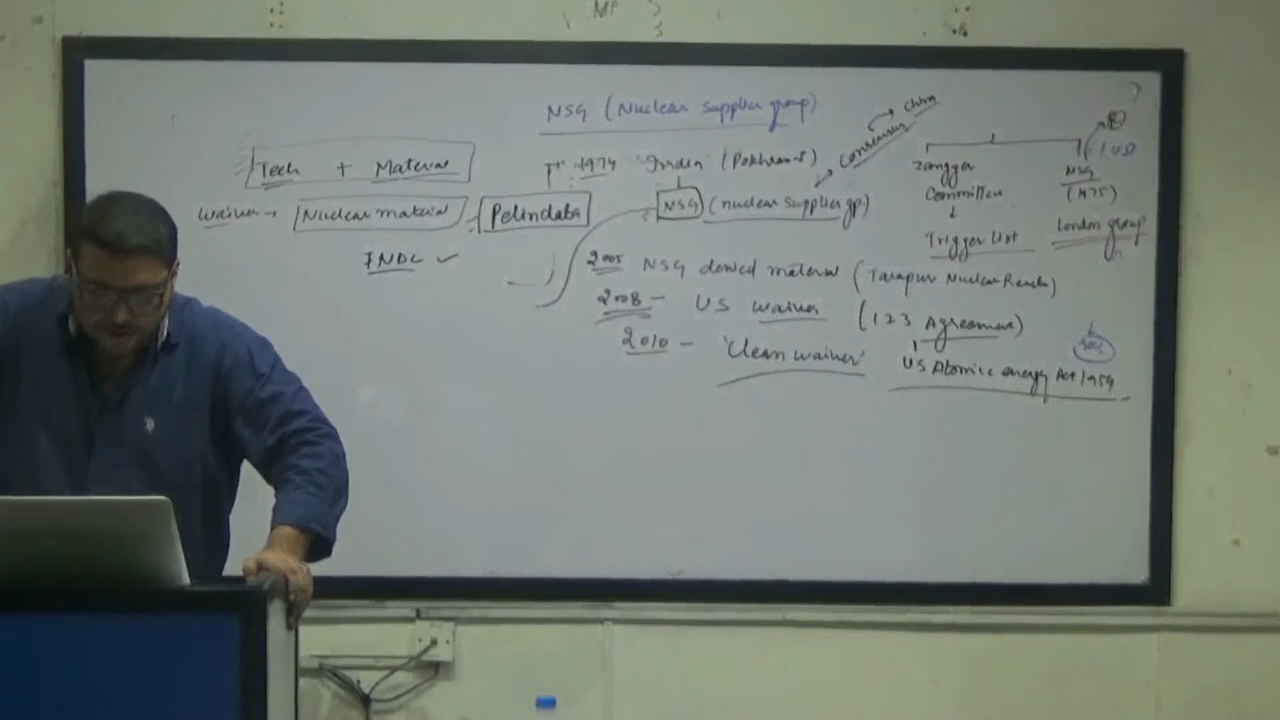 NSG (Nuclear Supplier group)
Tech + Material
1974 India (Pokhran-I)
Consensus → China
Waiver → Nuclear material
Pelindaba
INDC ✓
NSG (nuclear supplier gp)
Zangger
Committee
↓
Trigger list
NSG
(1975)
London group
2005 NSG denied material (Tarapur Nuclear Reactor)
2008 - US waiver (123 Agreement)
2010 - 'Clean waiver'
US Atomic energy Act 1954